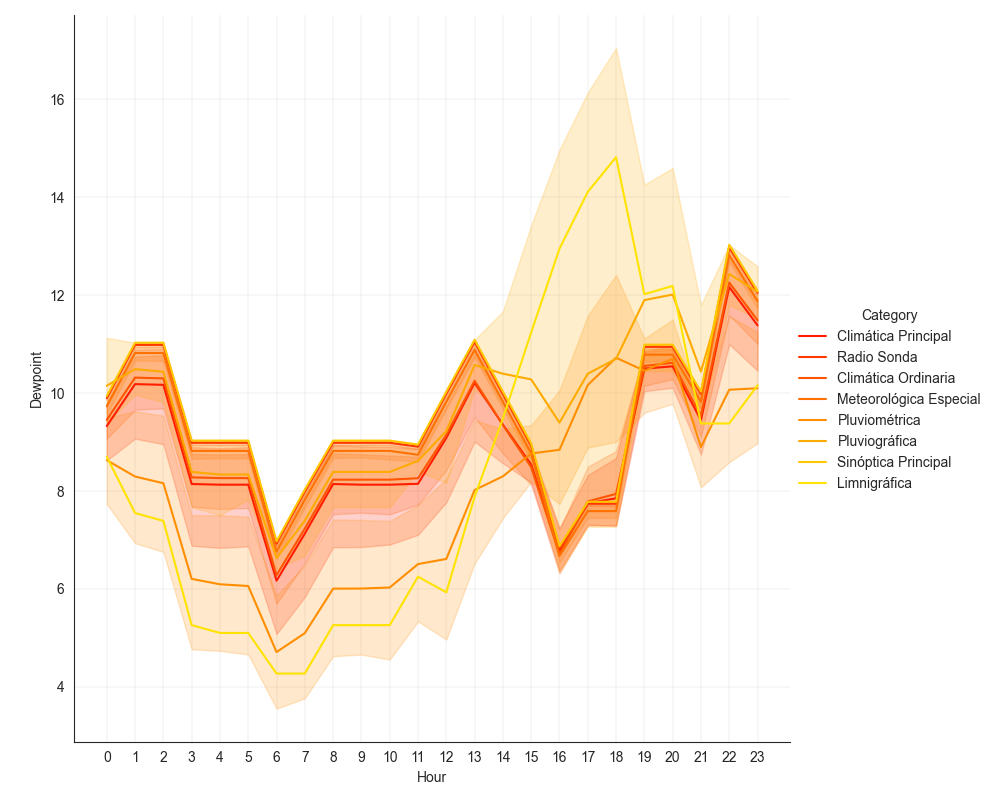 16
14
12
10
8
6
4
Dewpoint
0 1 2 3 4 5 6 7 8 9 10 11 12 13 14 15 16 17 18 19 20 21 22 23
Hour
Category
Climática Principal
Radio Sonda
Climática Ordinaria
Meteorológica Especial
Pluviométrica
Pluviográfica
Sinóptica Principal
Limnigráfica